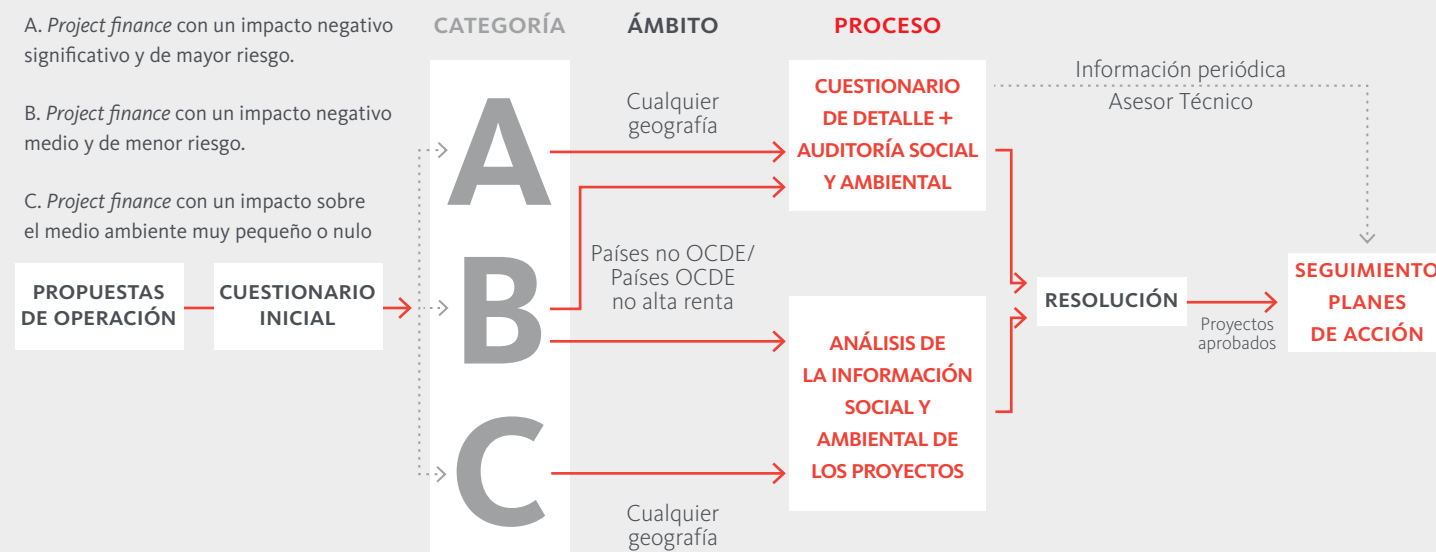 A. Project finance con un impacto negativo
significativo y de mayor riesgo.
B. Project finance con un impacto negativo
medio y de menor riesgo.
C. Project finance con un impacto sobre
el medio ambiente muy pequeño o nulo
PROPUESTAS
DE OPERACIÓN
CUESTIONARIO
INICIAL
CATEGORÍA
A
B
C
ÁMBITO
Cualquier
geografía
Países no OCDE/
Países OCDE
no alta renta
Cualquier
geografía
PROCESO
CUESTIONARIO
DE DETALLE +
AUDITORÍA SOCIAL
Y AMBIENTAL
ANÁLISIS DE
LA INFORMACIÓN
SOCIAL Y
AMBIENTAL DE
LOS PROYECTOS
Información periódica
Asesor Técnico
RESOLUCIÓN
Proyectos
aprobados
SEGUIMIENTO
PLANES
DE ACCIÓN